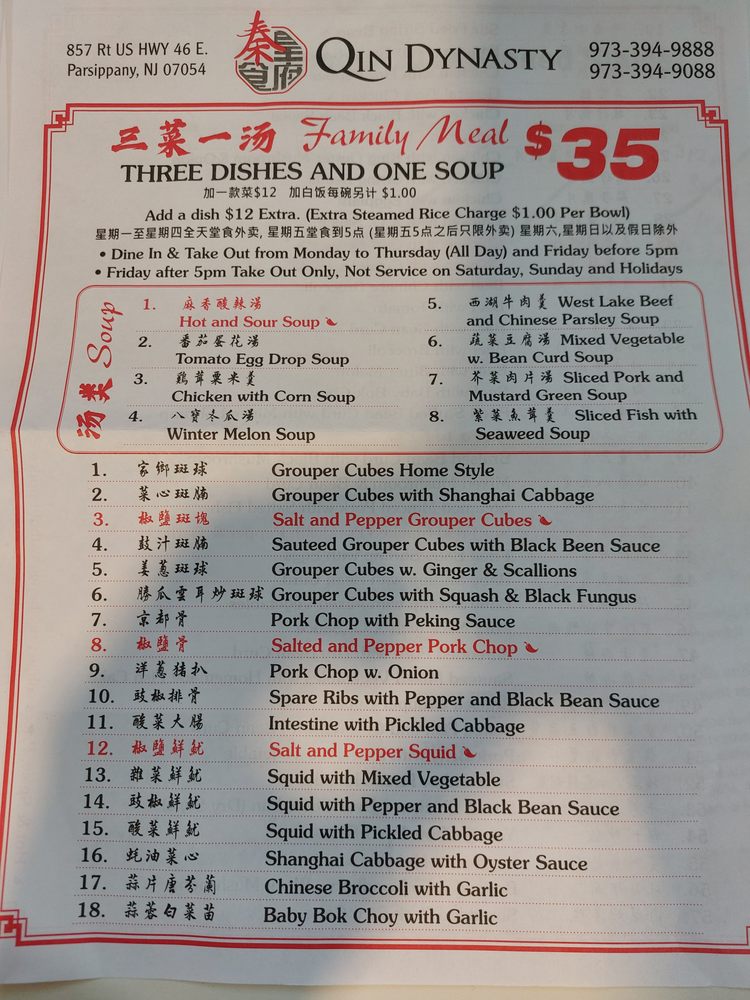 857 Rt US HWY 46 E.
Parsippany, NJ 07054
秦皇食府
QIN DYNASTY
973-394-9888
973-394-9088
三菜一汤 Family Meal $35
THREE DISHES AND ONE SOUP
加一款菜$12 加白饭每碗另计 $1.00
Add a dish $12 Extra. (Extra Steamed Rice Charge $1.00 Per Bowl)
星期一至星期四全天堂食外卖, 星期五堂食到5点 (星期五5点之后只限外卖) 星期六,星期日以及假日除外
• Dine In & Take Out from Monday to Thursday (All Day) and Friday before 5pm
• Friday after 5pm Take Out Only, Not Service on Saturday, Sunday and Holidays
汤类 Soup
1. 麻香酸辣湯
Hot and Sour Soup
2. 番茄蛋花湯
Tomato Egg Drop Soup
3. 鷄茸粟米羹
Chicken with Corn Soup
4. 八寶冬瓜湯
Winter Melon Soup
5. 西湖牛肉羹 West Lake Beef
and Chinese Parsley Soup
6. 蔬菜豆腐湯 Mixed Vegetable
w. Bean Curd Soup
7. 芥菜肉片湯 Sliced Pork and
Mustard Green Soup
8. 紫菜魚茸羹 Sliced Fish with
Seaweed Soup
1. 家鄉斑球 Grouper Cubes Home Style
2. 菜心斑腩 Grouper Cubes with Shanghai Cabbage
3. 椒鹽斑塊 Salt and Pepper Grouper Cubes
4. 鼓汁斑腩 Sauteed Grouper Cubes with Black Been Sauce
5. 姜蔥斑球 Grouper Cubes w. Ginger & Scallions
6. 勝瓜雲耳炒斑球 Grouper Cubes with Squash & Black Fungus
7. 京都骨 Pork Chop with Peking Sauce
8. 椒鹽骨 Salted and Pepper Pork Chop
9. 洋蔥猪扒 Pork Chop w. Onion
10. 豉椒排骨 Spare Ribs with Pepper and Black Bean Sauce
11. 酸菜大腸 Intestine with Pickled Cabbage
12. 椒鹽鮮魷 Salt and Pepper Squid
13. 雜菜鮮魷 Squid with Mixed Vegetable
14. 豉椒鮮魷 Squid with Pepper and Black Bean Sauce
15. 酸菜鮮魷 Squid with Pickled Cabbage
16. 蚝油菜心 Shanghai Cabbage with Oyster Sauce
17. 蒜片唐芥蘭 Chinese Broccoli with Garlic
18. 蒜蓉白菜苗 Baby Bok Choy with Garlic